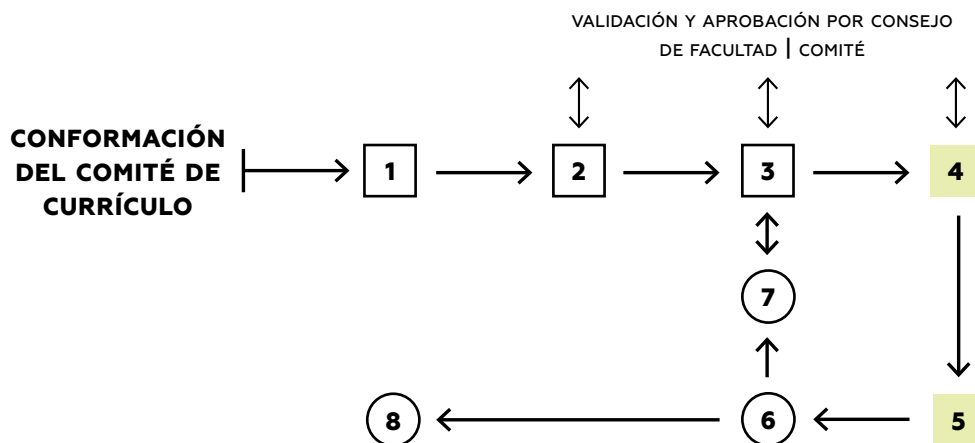 VALIDACIÓN Y APROBACIÓN POR CONSEJO
DE FACULTAD | COMITÉ
CONFORMACIÓN
DEL COMITÉ DE
CURRÍCULO
1
2
3
4
7
8
6
5